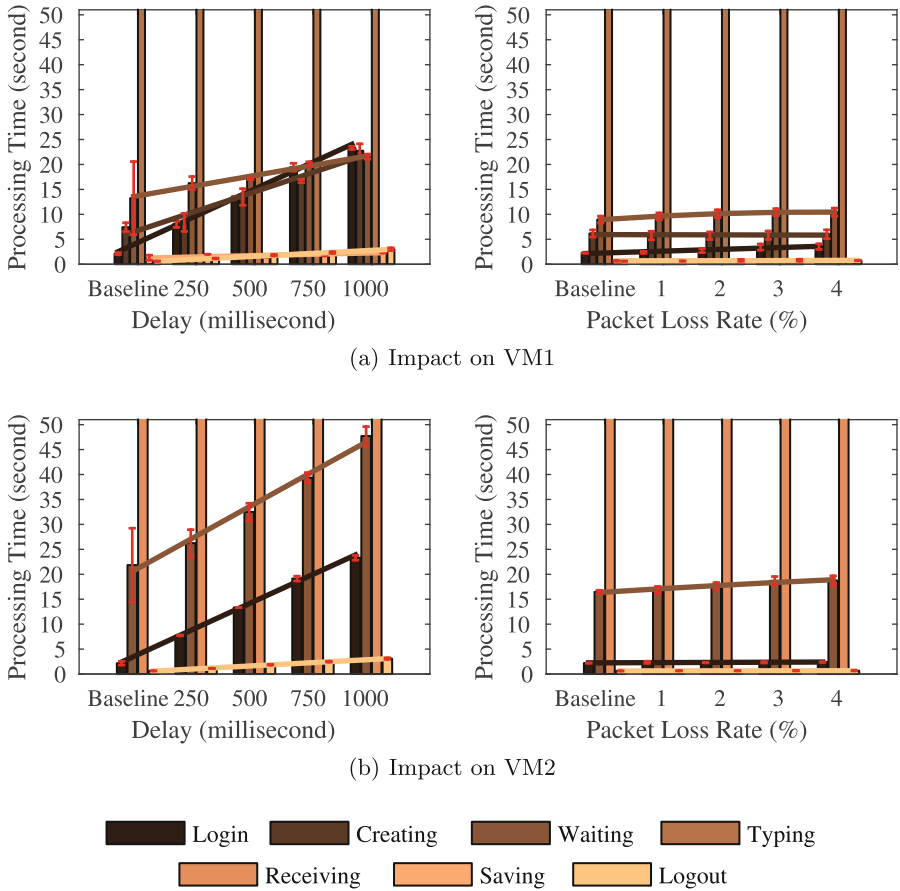 50
45
40
35
30
25
20
15
10
5
0
Processing Time (second)
Baseline 250 500 750 1000
Delay (millisecond)
50
45
40
35
30
25
20
15
10
5
0
Processing Time (second)
Baseline 1 2 3 4
Packet Loss Rate (%)
(a) Impact on VM1
50
45
40
35
30
25
20
15
10
5
0
Processing Time (second)
Baseline 250 500 750 1000
Delay (millisecond)
50
45
40
35
30
25
20
15
10
5
0
Processing Time (second)
Baseline 1 2 3 4
Packet Loss Rate (%)
(b) Impact on VM2
Login Creating Waiting Typing
Receiving Saving Logout